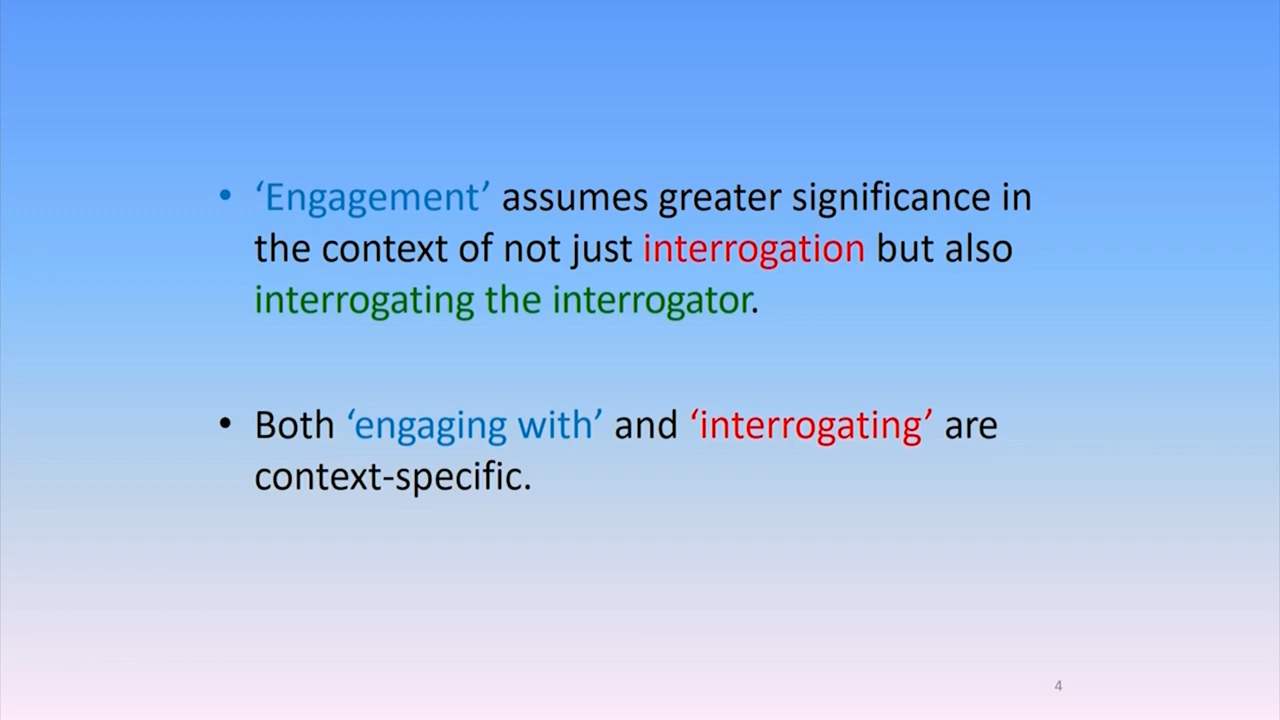 • ‘Engagement’ assumes greater significance in
the context of not just interrogation but also
interrogating the interrogator.
• Both ‘engaging with’ and ‘interrogating’ are
context-specific.
4